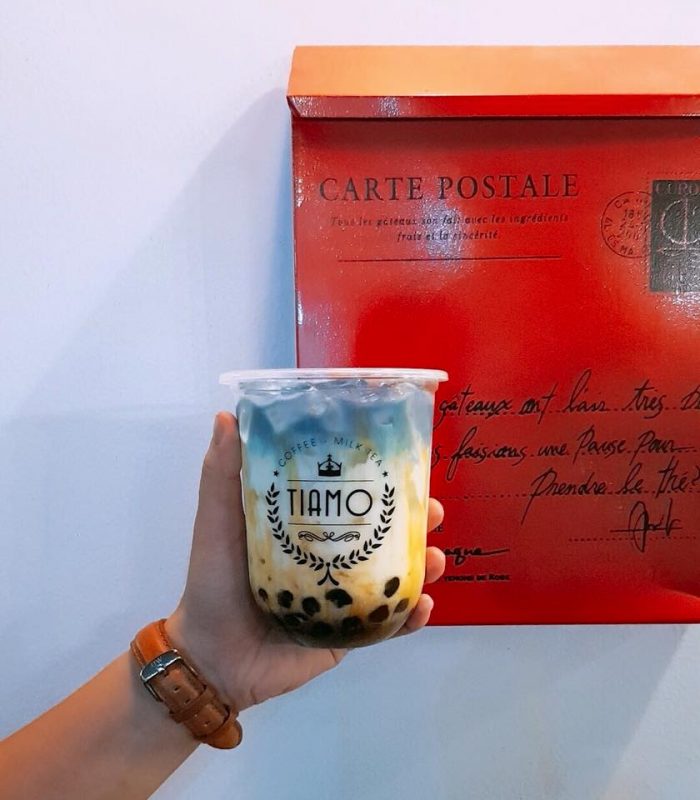 CARTE POSTALE
Tous les gâteaux son fait avec les ingrédients
frais et la sincérité.
gâteaux ont l'air très
faisions une Pause Pour
Prendre le thé?
COFFEE - MILK TEA
TIAMO